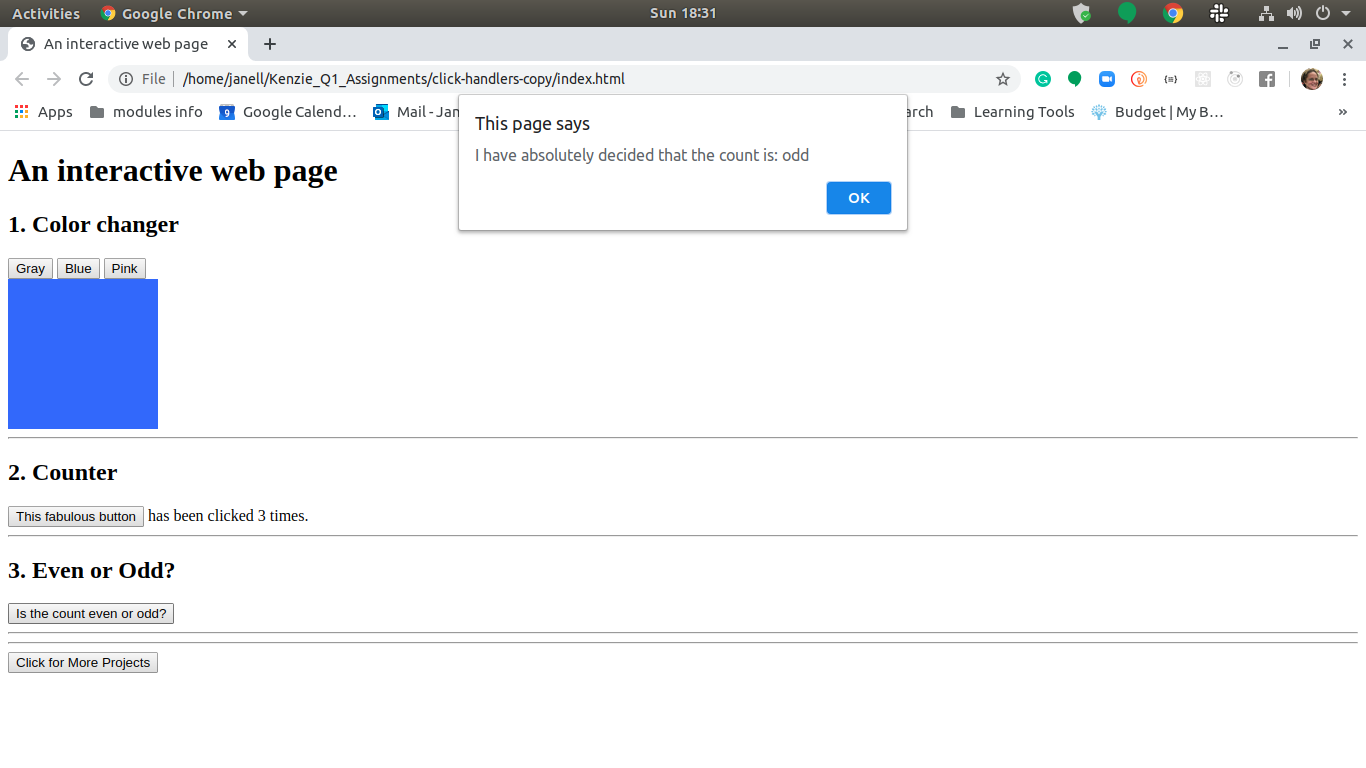 Activities Google Chrome Sun 18:31
An interactive web page
File /home/janell/Kenzie_Q1_Assignments/click-handlers-copy/index.html
Apps modules info Google Calend… Mail - Jan Learning Tools Budget | My B… »
This page says
I have absolutely decided that the count is: odd
OK
An interactive web page
1. Color changer
Gray Blue Pink
2. Counter
This fabulous button has been clicked 3 times.
3. Even or Odd?
Is the count even or odd?
Click for More Projects